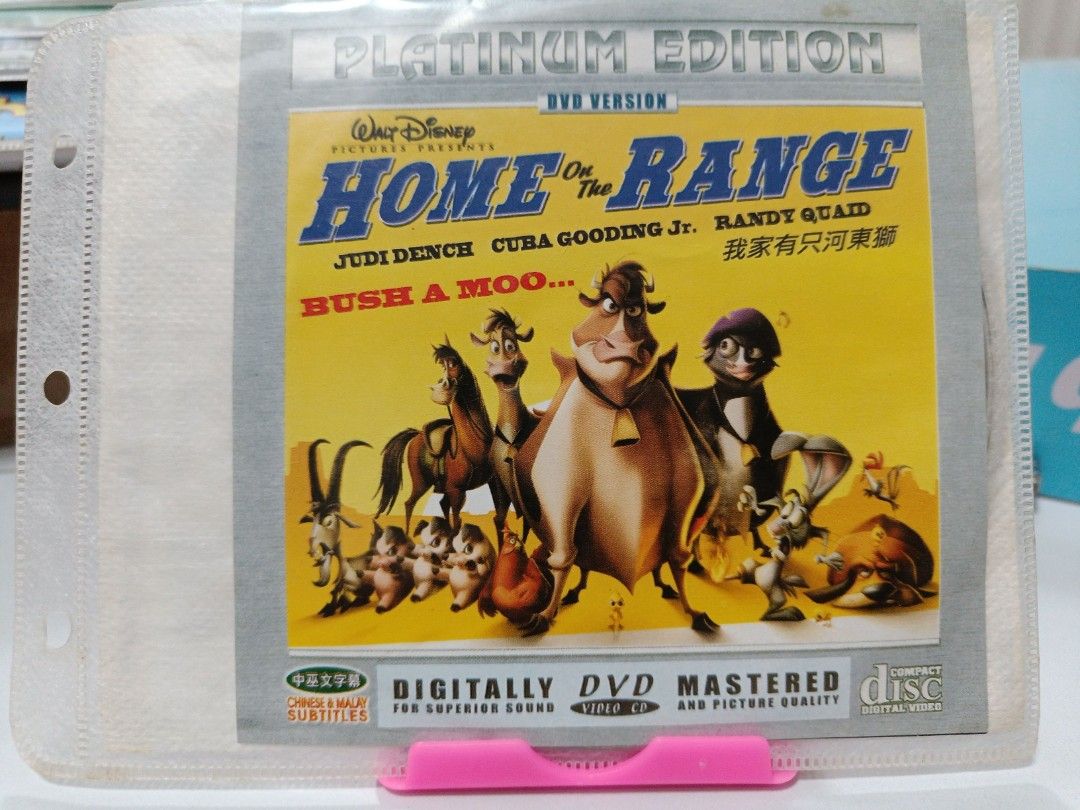 PLATINUM EDITION
DVD VERSION
WALT DISNEY
PICTURES PRESENTS
HOME On The RANGE
JUDI DENCH CUBA GOODING Jr. RANDY QUAID
我家有只河東獅
BUSH A MOO...
中巫文字幕
CHINESE & MALAY
SUBTITLES
DIGITALLY
FOR SUPERIOR SOUND
DVD
VIDEO CD
MASTERED
AND PICTURE QUALITY
COMPACT
disc
DIGITAL VIDEO